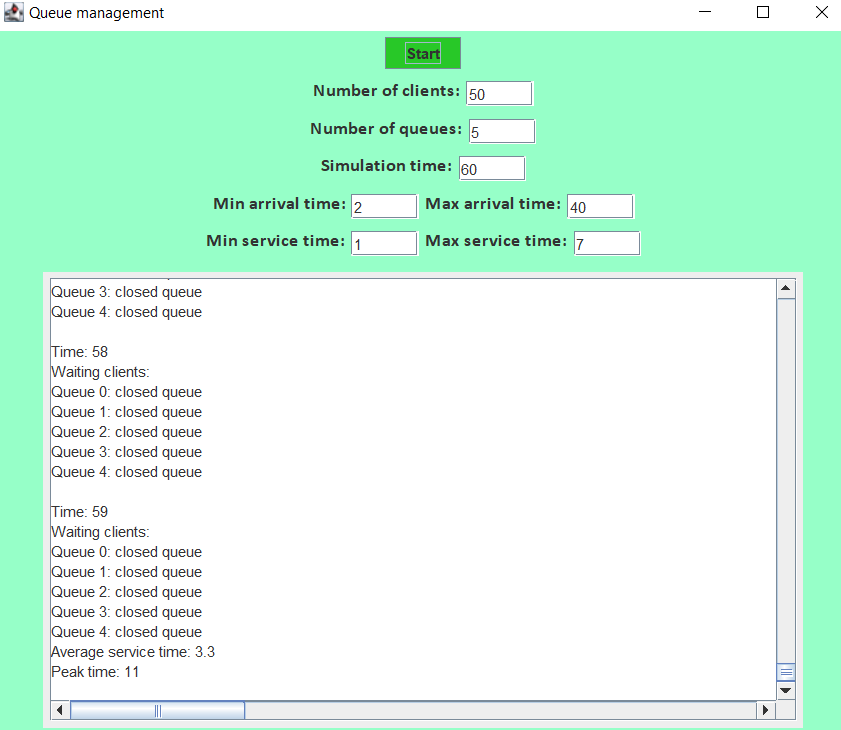 Queue management
Start
Number of clients: 50
Number of queues: 5
Simulation time: 60
Min arrival time: 2 Max arrival time: 40
Min service time: 1 Max service time: 7
Queue 3: closed queue
Queue 4: closed queue
Time: 58
Waiting clients:
Queue 0: closed queue
Queue 1: closed queue
Queue 2: closed queue
Queue 3: closed queue
Queue 4: closed queue
Time: 59
Waiting clients:
Queue 0: closed queue
Queue 1: closed queue
Queue 2: closed queue
Queue 3: closed queue
Queue 4: closed queue
Average service time: 3.3
Peak time: 11